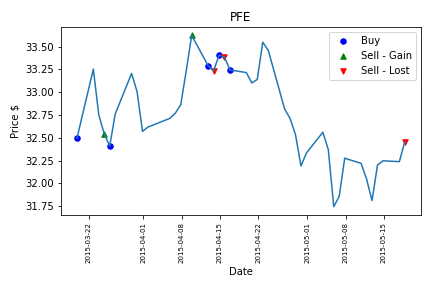 PFE
Buy
Sell - Gain
Sell - Lost
Price $
33.50
33.25
33.00
32.75
32.50
32.25
32.00
31.75
2015-03-22
2015-04-01
2015-04-08
2015-04-15
2015-04-22
2015-05-01
2015-05-08
2015-05-15
Date